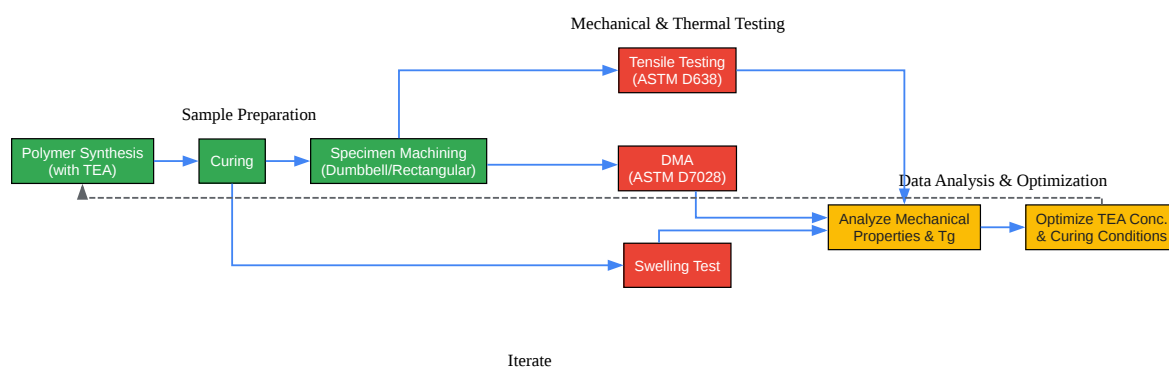 Mechanical & Thermal Testing
Tensile Testing
(ASTM D638)
Sample Preparation
Polymer Synthesis
(with TEA)
Curing
Specimen Machining
(Dumbbell/Rectangular)
DMA
(ASTM D7028)
Data Analysis & Optimization
Analyze Mechanical
Properties & Tg
Optimize TEA Conc.
& Curing Conditions
Swelling Test
Iterate